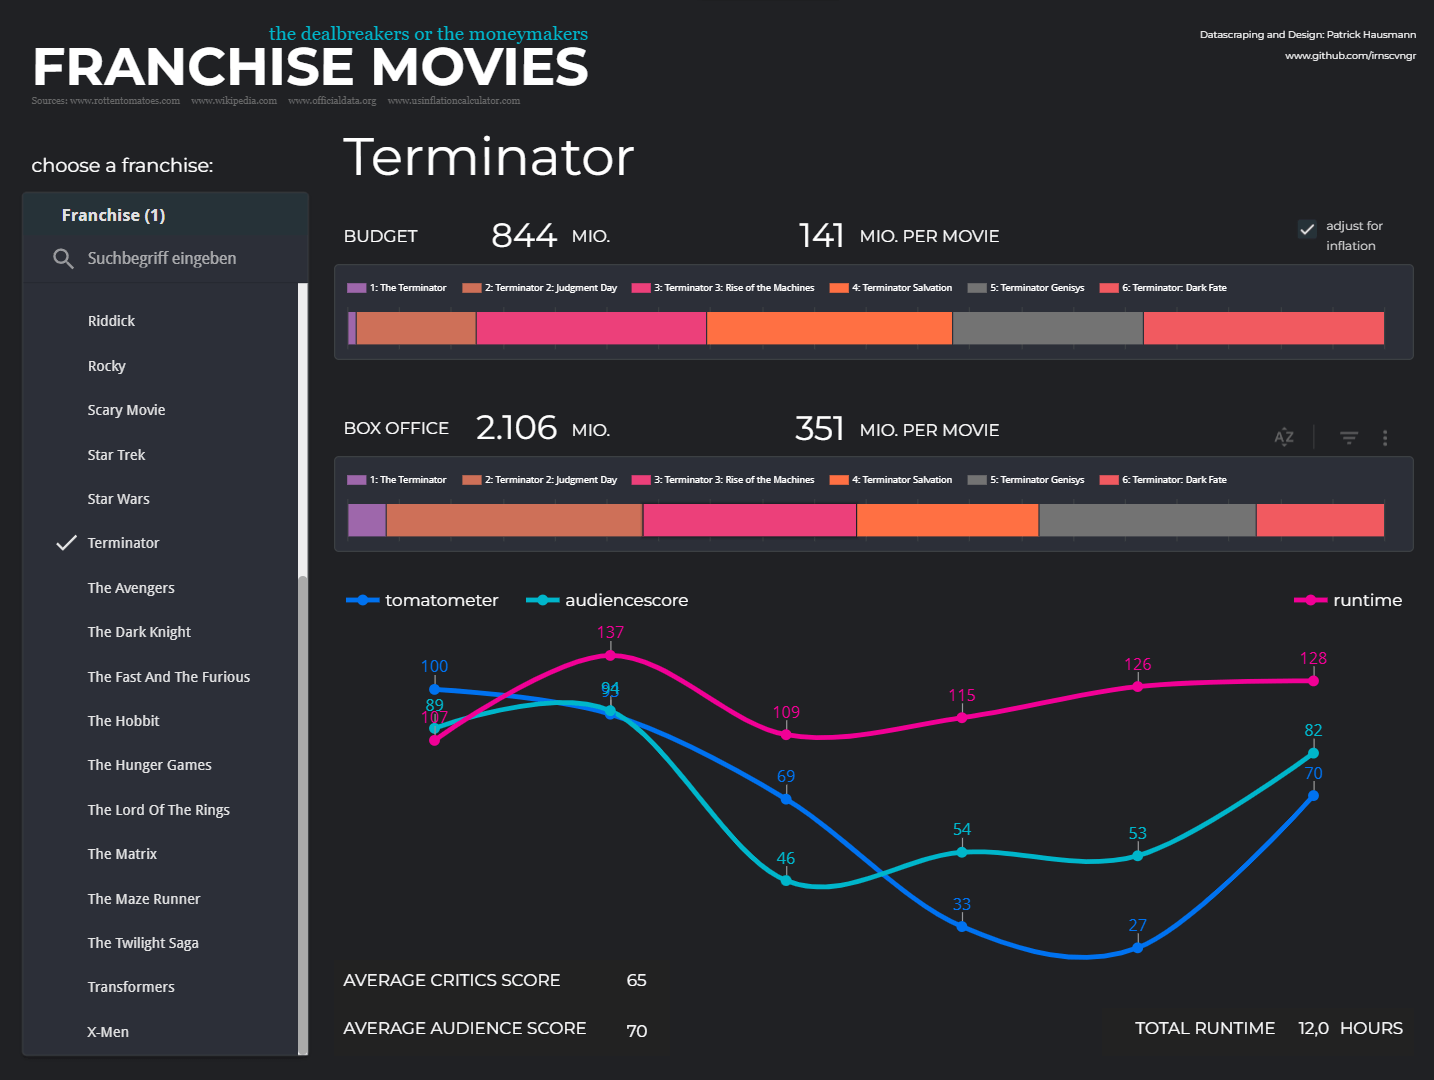 the dealbreakers or the moneymakers
FRANCHISE MOVIES
Sources: www.rottentomatoes.com www.wikipedia.com www.officialdata.org www.usinflationcalculator.com
Datascraping and Design: Patrick Hausmann
www.github.com/irnscvngr
choose a franchise:
Franchise (1)
Suchbegriff eingeben
Riddick
Rocky
Scary Movie
Star Trek
Star Wars
Terminator
The Avengers
The Dark Knight
The Fast And The Furious
The Hobbit
The Hunger Games
The Lord Of The Rings
The Matrix
The Maze Runner
The Twilight Saga
Transformers
X-Men
Terminator
BUDGET 844 MIO. 141 MIO. PER MOVIE
adjust for
inflation
1: The Terminator 2: Terminator 2: Judgment Day 3: Terminator 3: Rise of the Machines 4: Terminator Salvation 5: Terminator Genisys 6: Terminator: Dark Fate
BOX OFFICE 2.106 MIO. 351 MIO. PER MOVIE
AZ
1: The Terminator 2: Terminator 2: Judgment Day 3: Terminator 3: Rise of the Machines 4: Terminator Salvation 5: Terminator Genisys 6: Terminator: Dark Fate
tomatometer audiencescore runtime
137
128
126
100
94
115
89
107
109
82
69
70
54
53
46
33
27
AVERAGE CRITICS SCORE 65
AVERAGE AUDIENCE SCORE 70
TOTAL RUNTIME 12,0 HOURS